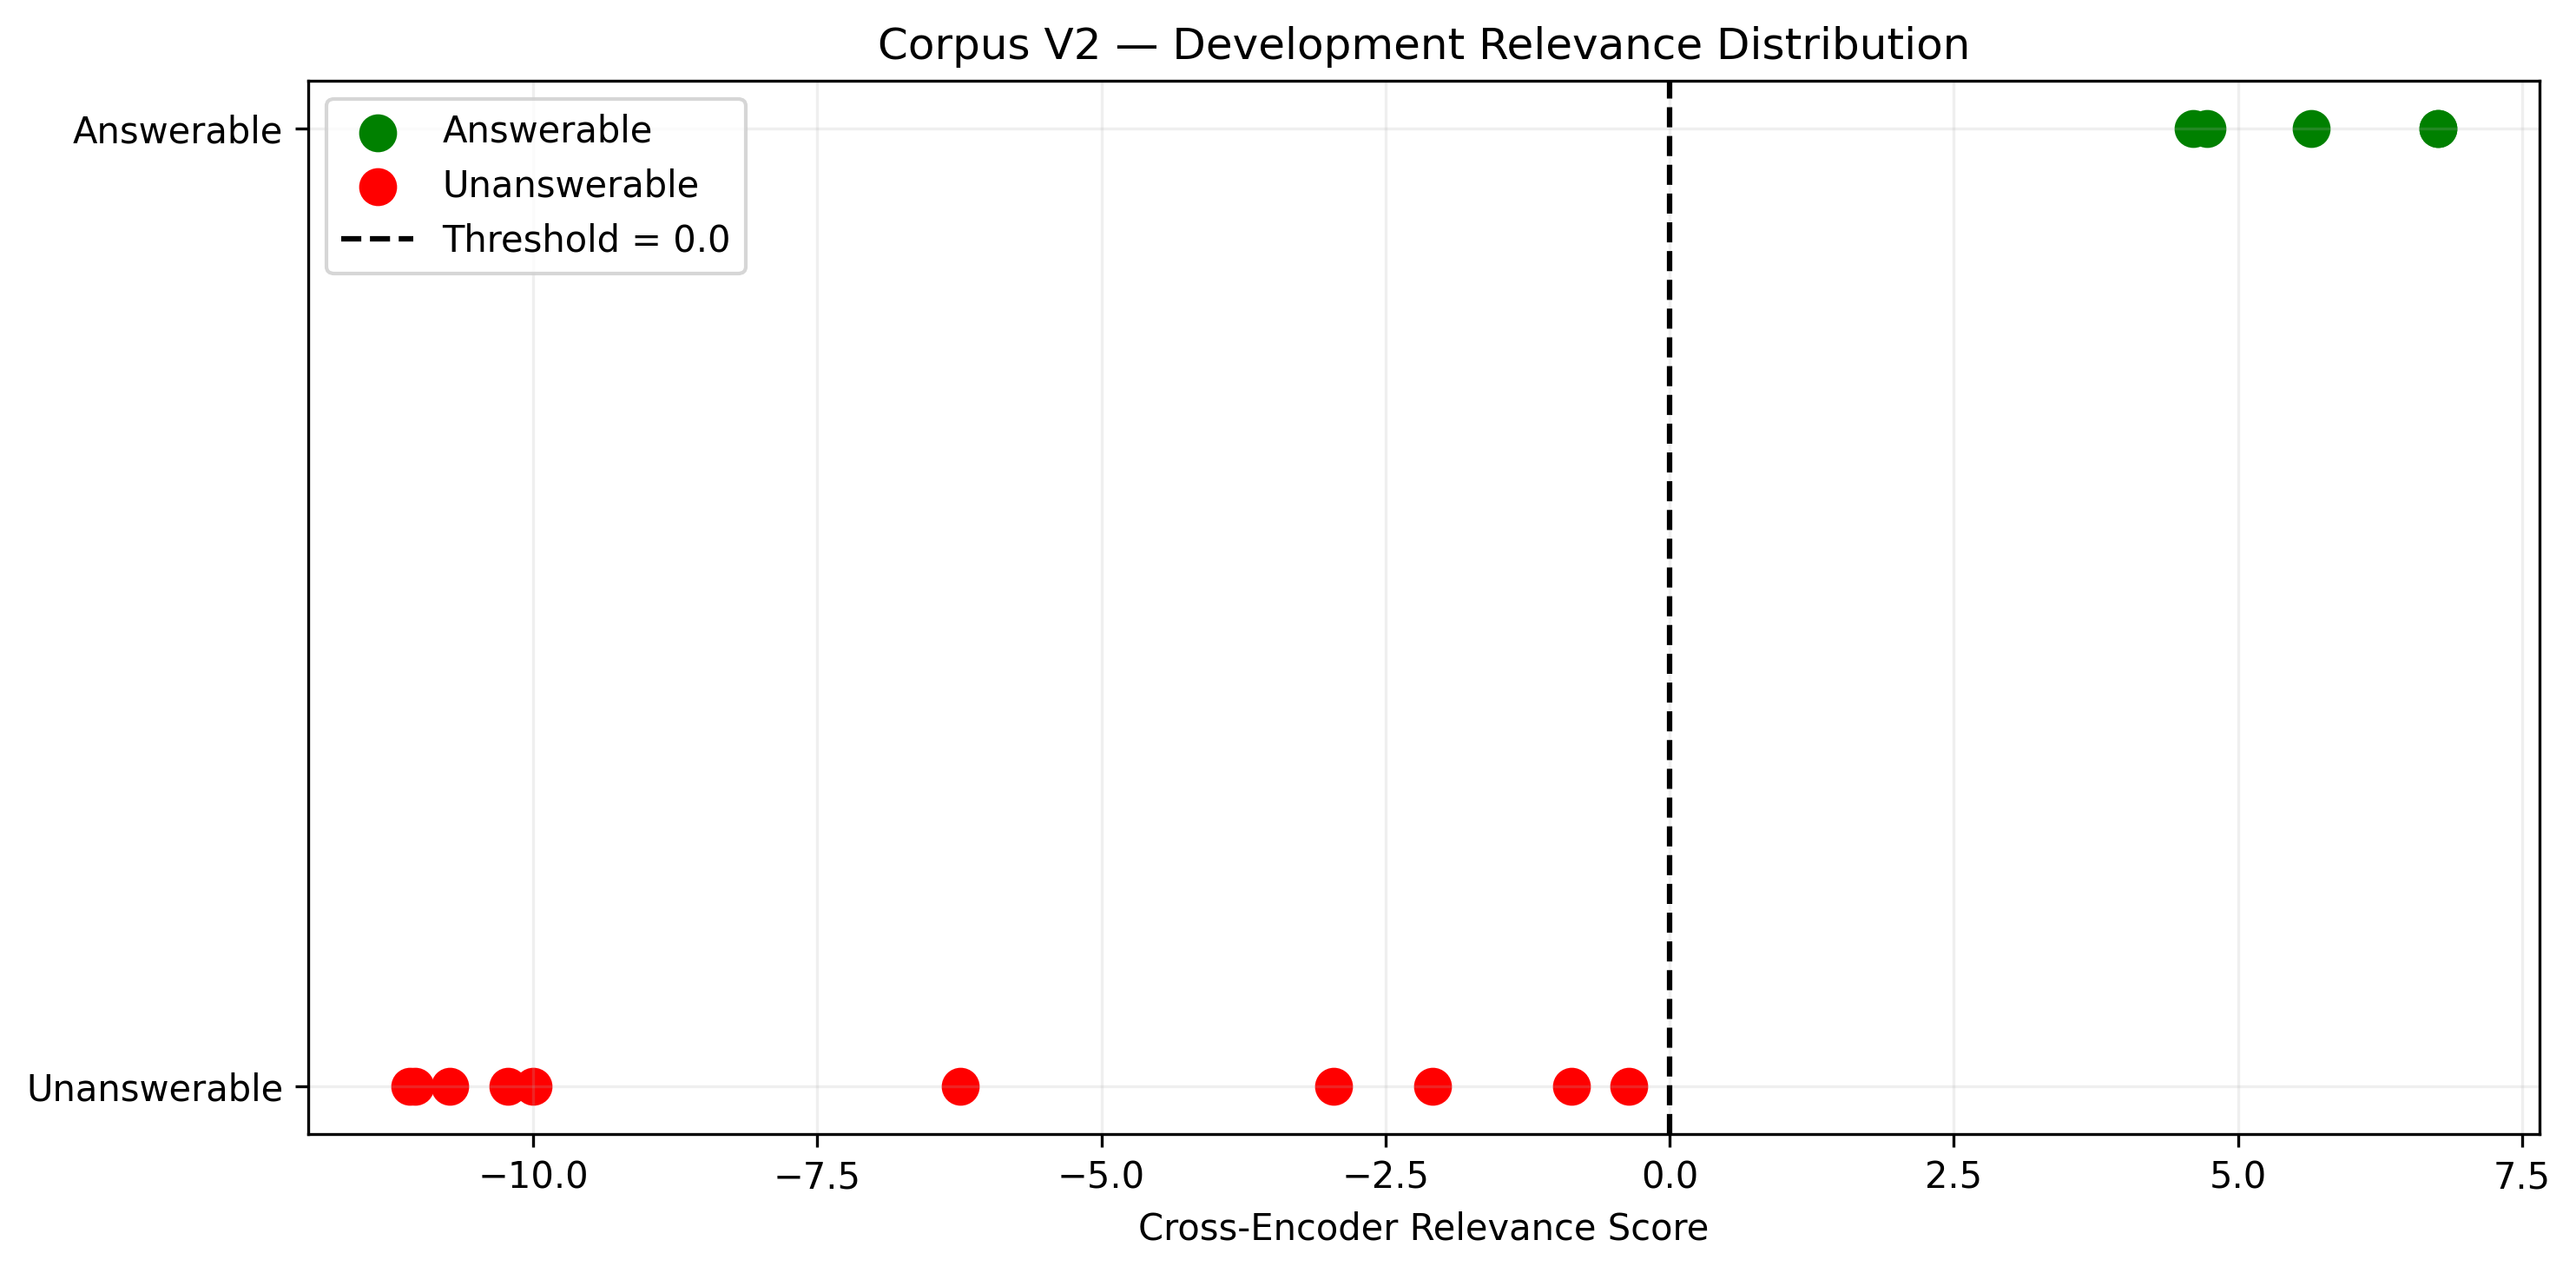 Corpus V2 — Development Relevance Distribution
Answerable
Answerable
Unanswerable
Threshold = 0.0
Unanswerable
−10.0 −7.5 −5.0 −2.5 0.0 2.5 5.0 7.5
Cross-Encoder Relevance Score